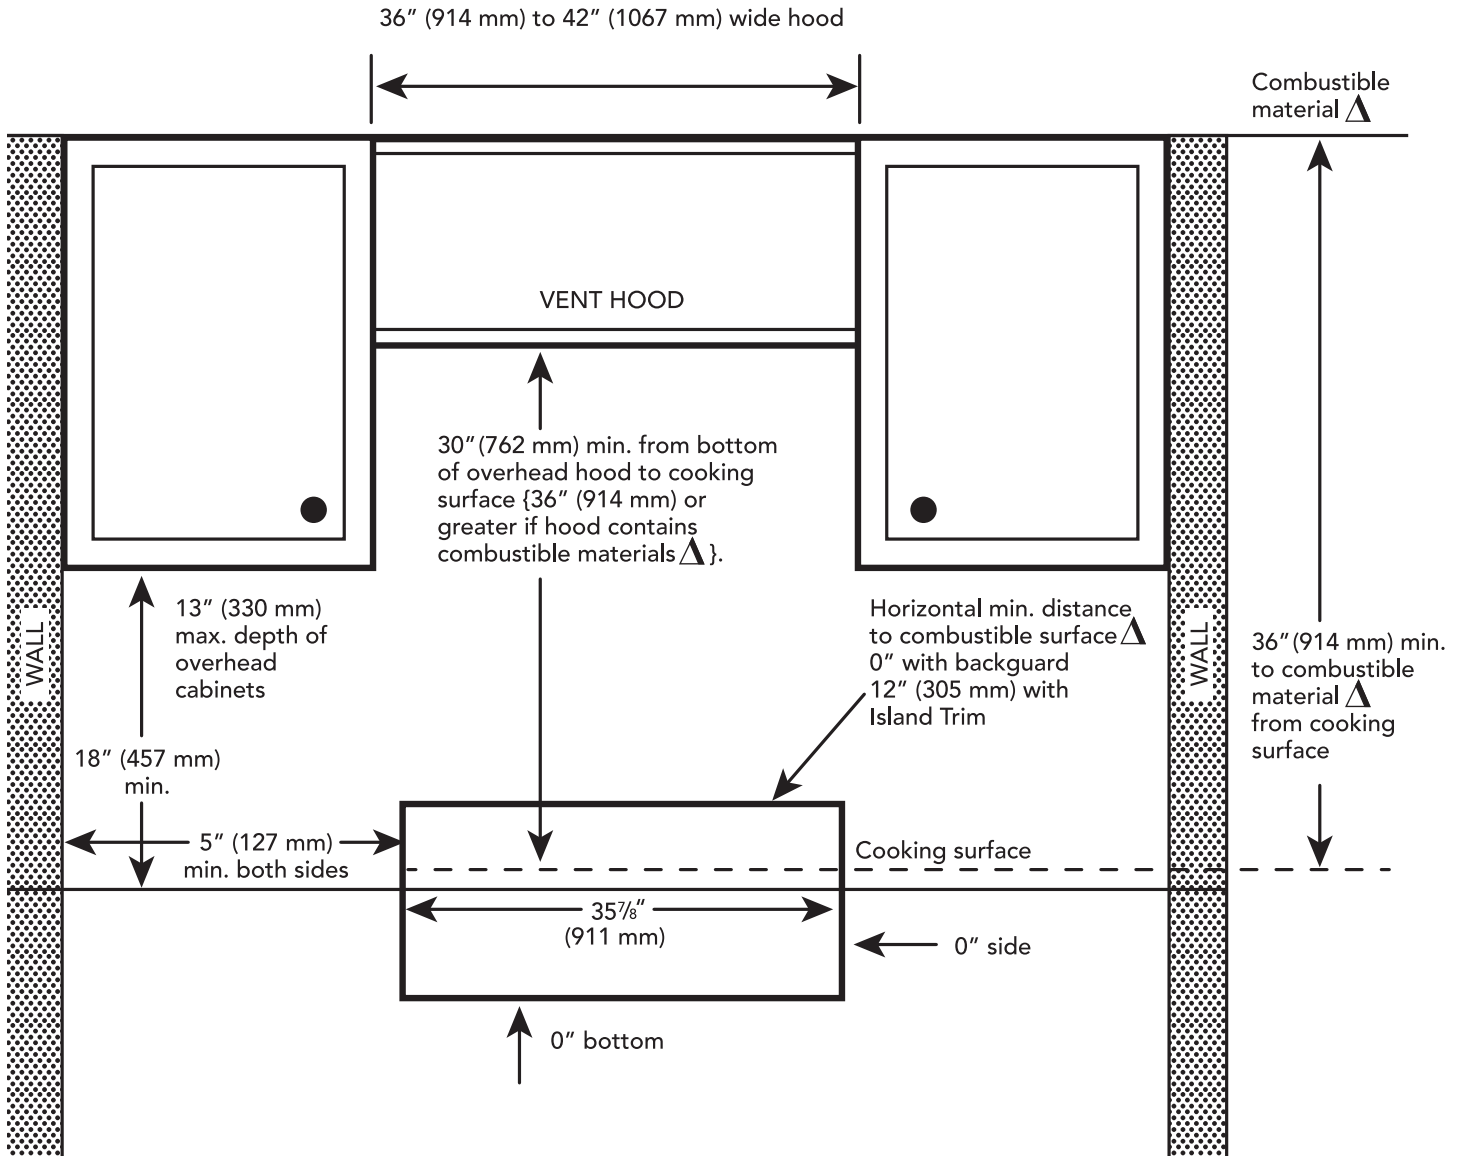 36" (914 mm) to 42" (1067 mm) wide hood
Combustible
material Δ
VENT HOOD
30" (762 mm) min. from bottom
of overhead hood to cooking
surface {36" (914 mm) or
greater if hood contains
combustible materials Δ }.
13" (330 mm)
max. depth of
overhead
cabinets
Horizontal min. distance
to combustible surface Δ
0" with backguard
12" (305 mm) with
Island Trim
WALL
WALL
36" (914 mm) min.
to combustible
material Δ
from cooking
surface
18" (457 mm)
min.
5" (127 mm)
min. both sides
Cooking surface
35⅞"
(911 mm)
0" side
0" bottom